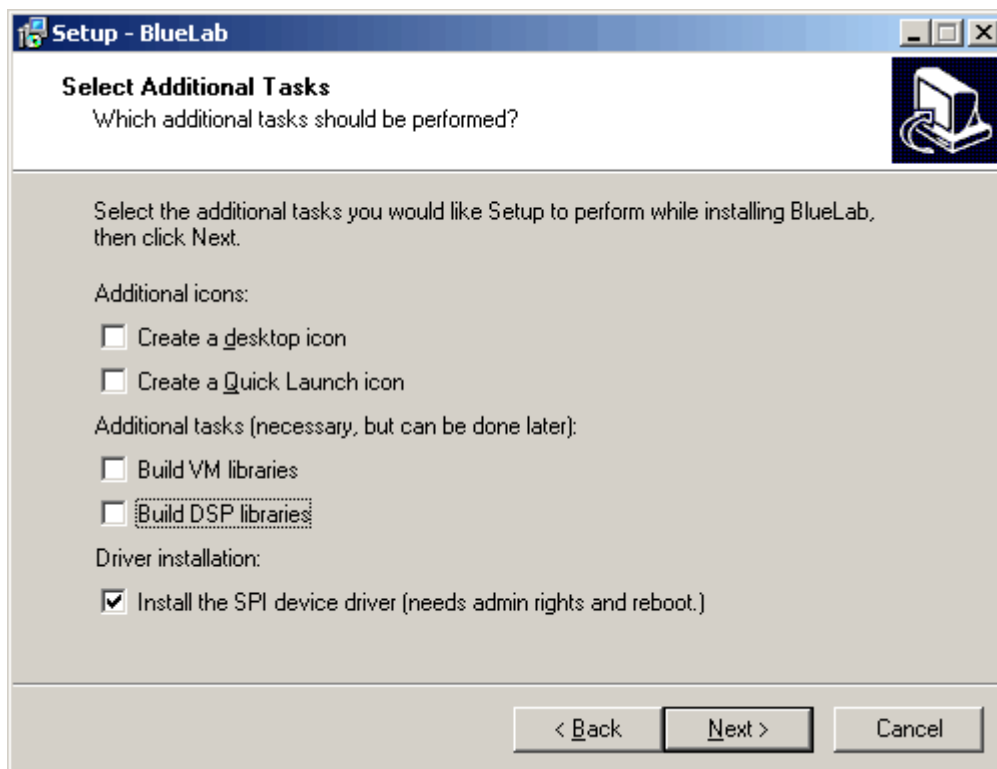 Setup - BlueLab
Select Additional Tasks
Which additional tasks should be performed?
Select the additional tasks you would like Setup to perform while installing BlueLab,
then click Next.
Additional icons:
Create a desktop icon
Create a Quick Launch icon
Additional tasks (necessary, but can be done later):
Build VM libraries
Build DSP libraries
Driver installation:
Install the SPI device driver (needs admin rights and reboot.)
< Back Next > Cancel